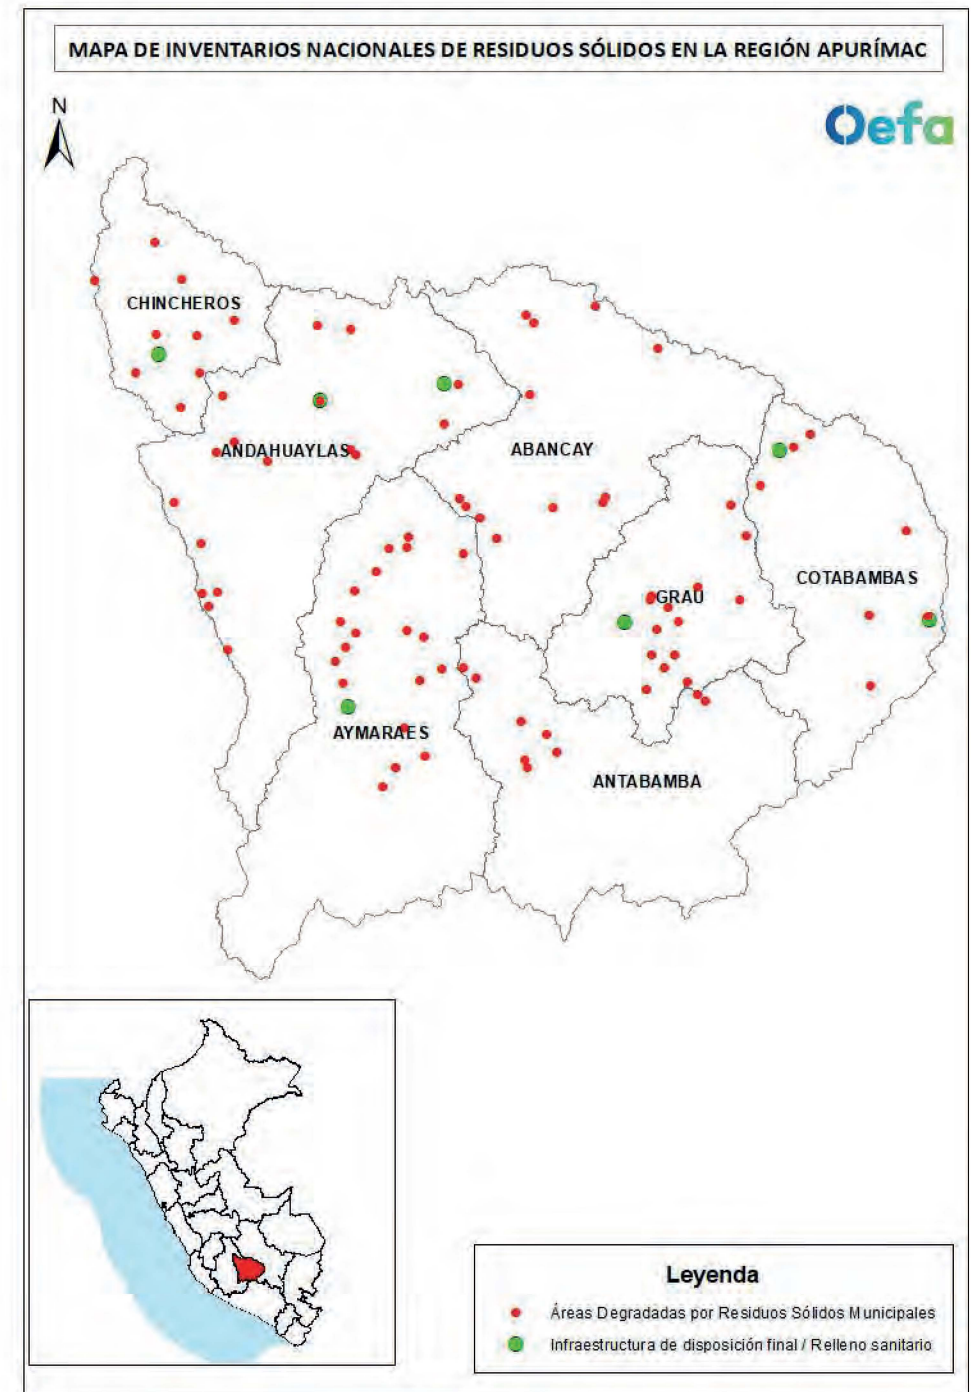 MAPA DE INVENTARIOS NACIONALES DE RESIDUOS SÓLIDOS EN LA REGIÓN APURÍMAC
N
Oefa
CHINCHEROS
ANDAHUAYLAS
ABANCAY
COTABAMBAS
GRAU
AYMARAES
ANTABAMBA
Leyenda
Áreas Degradadas por Residuos Sólidos Municipales
Infraestructura de disposición final / Relleno sanitario